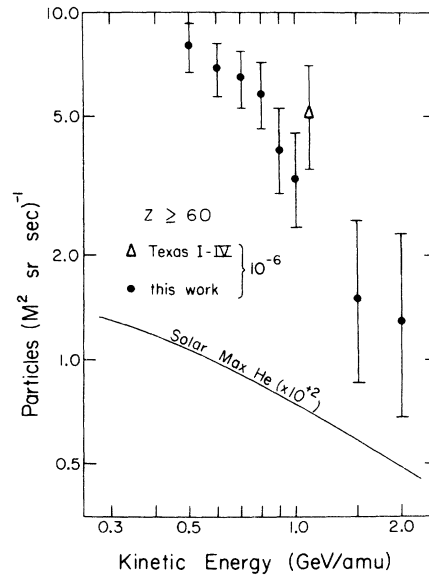 10.0
5.0
2.0
1.0
0.5
Particles (M² sr sec)⁻¹
Z ≥ 60
Δ Texas I-IV
• this work
} 10⁻⁶
Solar Max He (x10⁺²)
0.3 0.5 1.0 2.0
Kinetic Energy (GeV/amu)